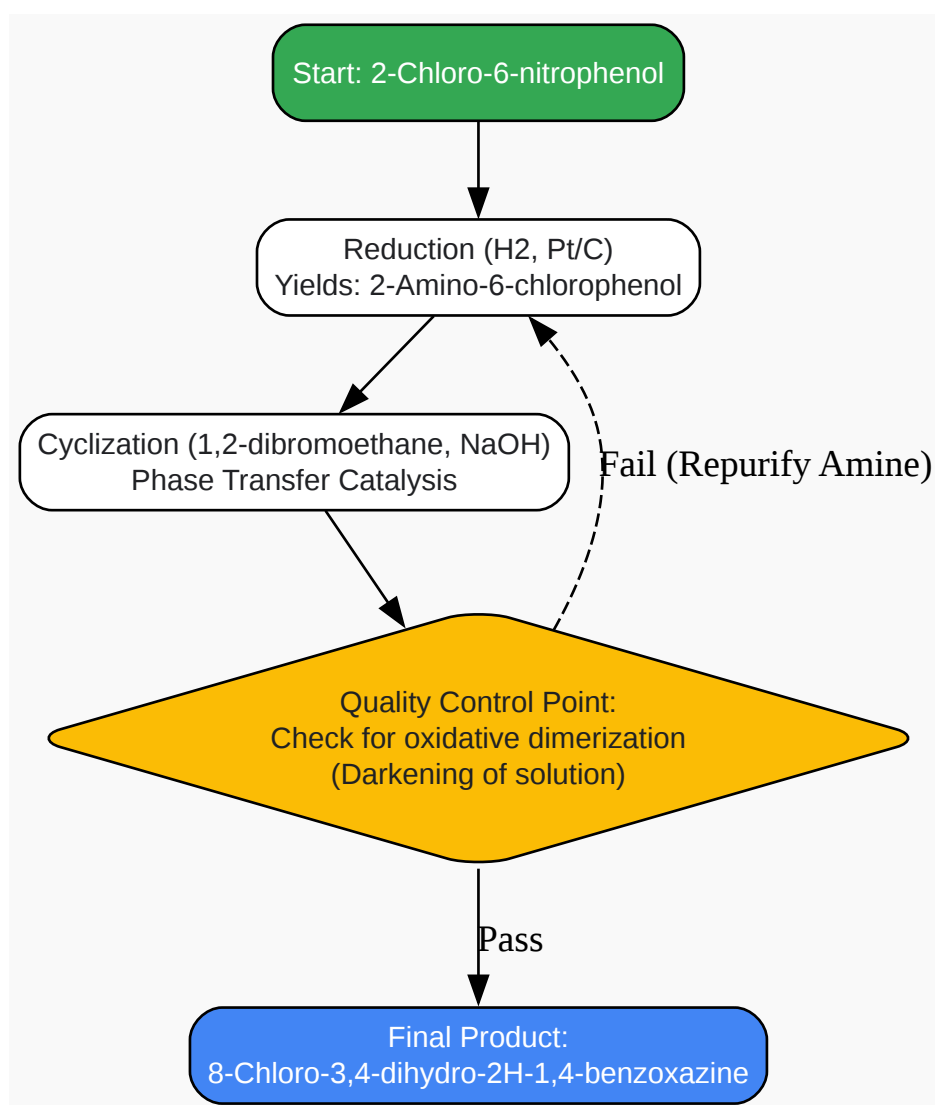 Start: 2-Chloro-6-nitrophenol
Reduction (H2, Pt/C)
Yields: 2-Amino-6-chlorophenol
Cyclization (1,2-dibromoethane, NaOH)
Phase Transfer Catalysis
Fail (Repurify Amine)
Quality Control Point:
Check for oxidative dimerization
(Darkening of solution)
Pass
Final Product:
8-Chloro-3,4-dihydro-2H-1,4-benzoxazine